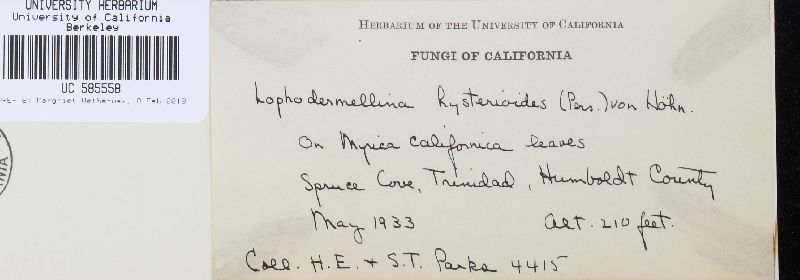 UNIVERSITY HERBARIUM
University of California
Berkeley
UC 585558
HERBARIUM OF THE UNIVERSITY OF CALIFORNIA
FUNGI OF CALIFORNIA
Lophodermellina hysterioides (Pers.) von Höhn.
On Myrica californica leaves
Spruce Cove, Trinidad, Humboldt County
May 1933 alt. 210 feet.
Coll. H.E. + S.T. Parks 4415